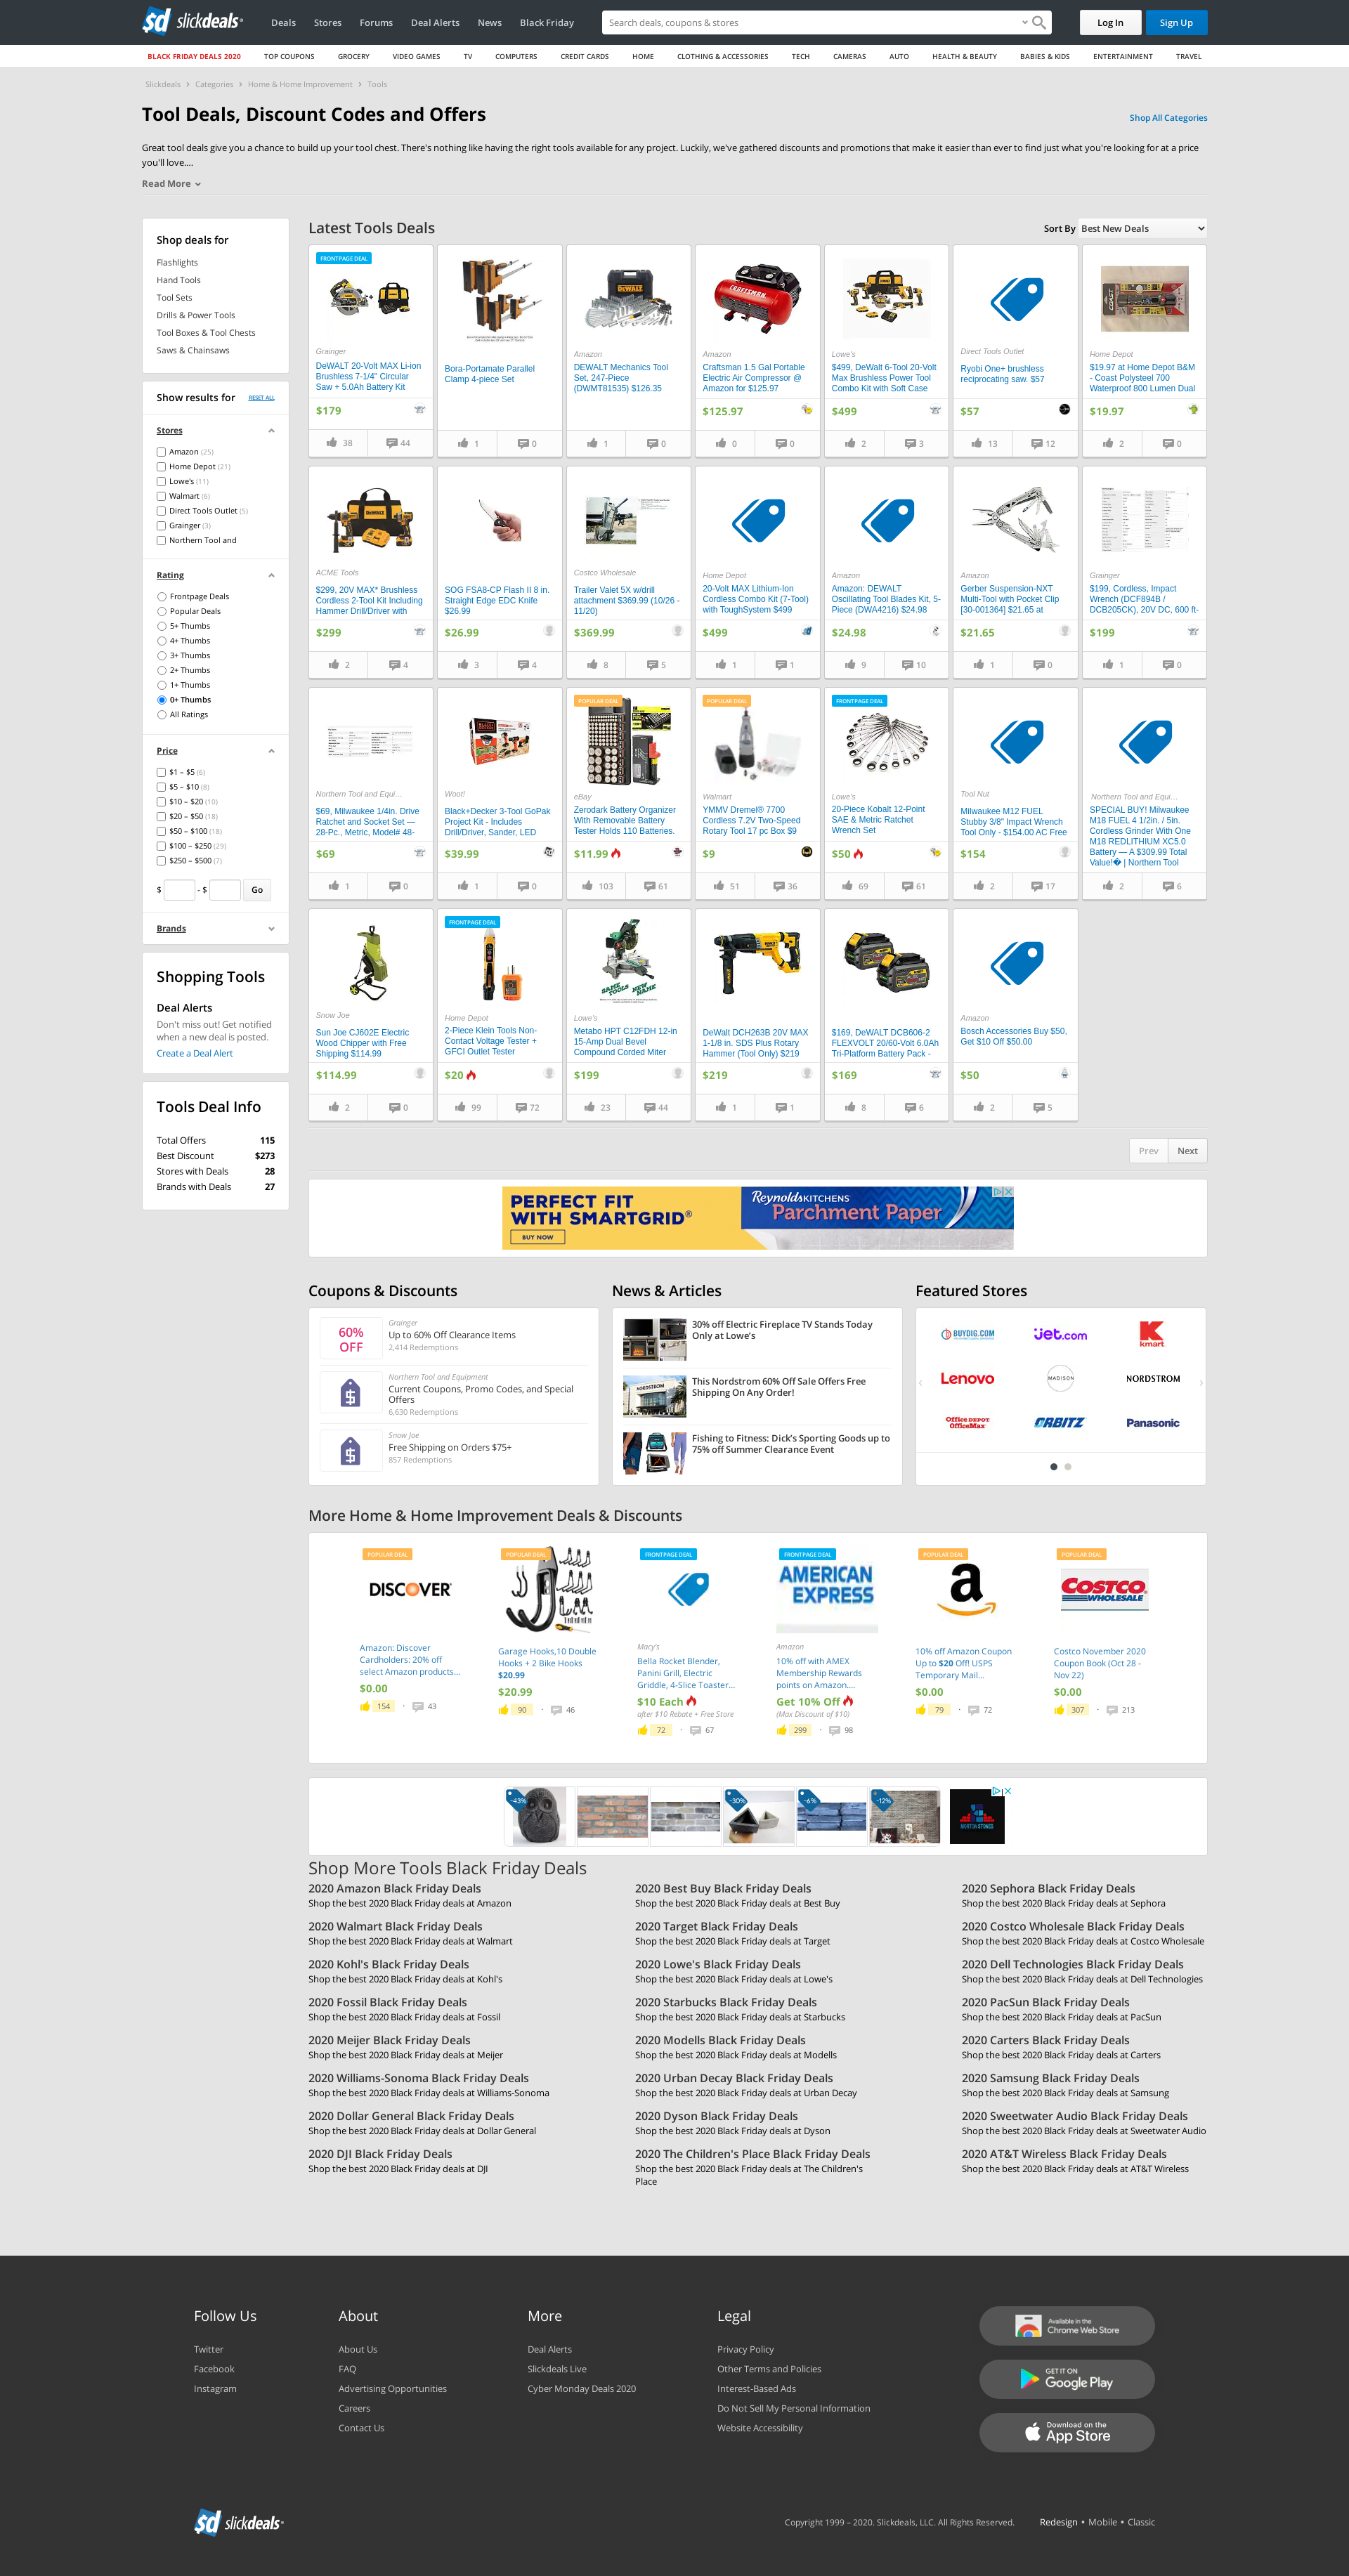 slickdeals
Deals
Stores
Forums
Deal Alerts
News
Black Friday
Search deals, coupons & stores
Log In
Sign Up
BLACK FRIDAY DEALS 2020
TOP COUPONS
GROCERY
VIDEO GAMES
TV
COMPUTERS
CREDIT CARDS
HOME
CLOTHING & ACCESSORIES
TECH
CAMERAS
AUTO
HEALTH & BEAUTY
BABIES & KIDS
ENTERTAINMENT
TRAVEL
Slickdeals > Categories > Home & Home Improvement > Tools
Tool Deals, Discount Codes and Offers
Shop All Categories
Great tool deals give you a chance to build up your tool chest. There's nothing like having the right tools available for any project. Luckily, we've gathered discounts and promotions that make it easier than ever to find just what you're looking for at a price
you'll love....
Read More
Shop deals for
Flashlights
Hand Tools
Tool Sets
Drills & Power Tools
Tool Boxes & Tool Chests
Saws & Chainsaws
Show results for
RESET ALL
Stores
Amazon (25)
Home Depot (21)
Lowe's (11)
Walmart (6)
Direct Tools Outlet (5)
Grainger (3)
Northern Tool and
Rating
Frontpage Deals
Popular Deals
5+ Thumbs
4+ Thumbs
3+ Thumbs
2+ Thumbs
1+ Thumbs
0+ Thumbs
All Ratings
Price
$1 – $5 (6)
$5 – $10 (8)
$10 – $20 (10)
$20 – $50 (18)
$50 – $100 (18)
$100 – $250 (29)
$250 – $500 (7)
$ - $ Go
Brands
Shopping Tools
Deal Alerts
Don't miss out! Get notified
when a new deal is posted.
Create a Deal Alert
Tools Deal Info
Total Offers 115
Best Discount $273
Stores with Deals 28
Brands with Deals 27
Latest Tools Deals
Sort By Best New Deals
FRONTPAGE DEAL
Grainger
DeWALT 20-Volt MAX Li-ion
Brushless 7-1/4" Circular
Saw + 5.0Ah Battery Kit
$179
38 44
Bora-Portamate Parallel
Clamp 4-piece Set
1 0
Amazon
DEWALT Mechanics Tool
Set, 247-Piece
(DWMT81535) $126.35
1 0
Amazon
Craftsman 1.5 Gal Portable
Electric Air Compressor @
Amazon for $125.97
$125.97
0 0
Lowe's
$499, DeWalt 6-Tool 20-Volt
Max Brushless Power Tool
Combo Kit with Soft Case
$499
2 3
Direct Tools Outlet
Ryobi One+ brushless
reciprocating saw. $57
$57
13 12
Home Depot
$19.97 at Home Depot B&M
- Coast Polysteel 700
Waterproof 800 Lumen Dual
$19.97
2 0
ACME Tools
$299, 20V MAX* Brushless
Cordless 2-Tool Kit Including
Hammer Drill/Driver with
$299
2 4
SOG FSA8-CP Flash II 8 in.
Straight Edge EDC Knife
$26.99
$26.99
3 4
Costco Wholesale
Trailer Valet 5X w/drill
attachment $369.99 (10/26 -
11/20)
$369.99
8 5
Home Depot
20-Volt MAX Lithium-Ion
Cordless Combo Kit (7-Tool)
with ToughSystem $499
$499
1 1
Amazon
Amazon: DEWALT
Oscillating Tool Blades Kit, 5-
Piece (DWA4216) $24.98
$24.98
9 10
Amazon
Gerber Suspension-NXT
Multi-Tool with Pocket Clip
[30-001364] $21.65 at
$21.65
1 0
Grainger
$199, Cordless, Impact
Wrench (DCF894B /
DCB205CK), 20V DC, 600 ft-
$199
1 0
Northern Tool and Equi…
$69, Milwaukee 1/4in. Drive
Ratchet and Socket Set —
28-Pc., Metric, Model# 48-
$69
1 0
Woot!
Black+Decker 3-Tool GoPak
Project Kit - Includes
Drill/Driver, Sander, LED
$39.99
1 0
POPULAR DEAL
eBay
Zerodark Battery Organizer
With Removable Battery
Tester Holds 110 Batteries.
$11.99
103 61
POPULAR DEAL
Walmart
YMMV Dremel® 7700
Cordless 7.2V Two-Speed
Rotary Tool 17 pc Box $9
$9
51 36
FRONTPAGE DEAL
Lowe's
20-Piece Kobalt 12-Point
SAE & Metric Ratchet
Wrench Set
$50
69 61
Tool Nut
Milwaukee M12 FUEL
Stubby 3/8" Impact Wrench
Tool Only - $154.00 AC Free
$154
2 17
Northern Tool and Equi…
SPECIAL BUY! Milwaukee
M18 FUEL 4 1/2in. / 5in.
Cordless Grinder With One
M18 REDLITHIUM XC5.0
Battery — A $309.99 Total
Value!� | Northern Tool
2 6
Snow Joe
Sun Joe CJ602E Electric
Wood Chipper with Free
Shipping $114.99
$114.99
2 0
FRONTPAGE DEAL
Home Depot
2-Piece Klein Tools Non-
Contact Voltage Tester +
GFCI Outlet Tester
$20
99 72
SAME TOOLS NEW NAME
Lowe's
Metabo HPT C12FDH 12-in
15-Amp Dual Bevel
Compound Corded Miter
$199
23 44
DeWalt DCH263B 20V MAX
1-1/8 in. SDS Plus Rotary
Hammer (Tool Only) $219
$219
1 1
$169, DeWALT DCB606-2
FLEXVOLT 20/60-Volt 6.0Ah
Tri-Platform Battery Pack -
$169
8 6
Amazon
Bosch Accessories Buy $50,
Get $10 Off $50.00
$50
2 5
Prev
Next
PERFECT FIT
WITH SMARTGRID®
BUY NOW
Reynolds KITCHENS
Parchment Paper
Coupons & Discounts
60%
OFF
Grainger
Up to 60% Off Clearance Items
2,414 Redemptions
Northern Tool and Equipment
Current Coupons, Promo Codes, and Special
Offers
6,630 Redemptions
Snow Joe
Free Shipping on Orders $75+
857 Redemptions
News & Articles
30% off Electric Fireplace TV Stands Today
Only at Lowe's
NORDSTROM
This Nordstrom 60% Off Sale Offers Free
Shipping On Any Order!
Fishing to Fitness: Dick's Sporting Goods up to
75% off Summer Clearance Event
Featured Stores
BUYDIG.COM
jet.com
kmart
Lenovo
MADISON
NORDSTROM
Office DEPOT
OfficeMax
ORBITZ
Panasonic
More Home & Home Improvement Deals & Discounts
POPULAR DEAL
DISCOVER
Amazon: Discover
Cardholders: 20% off
select Amazon products...
$0.00
154 · 43
POPULAR DEAL
Garage Hooks,10 Double
Hooks + 2 Bike Hooks
$20.99
$20.99
90 · 46
FRONTPAGE DEAL
Macy's
Bella Rocket Blender,
Panini Grill, Electric
Griddle, 4-Slice Toaster...
$10 Each
after $10 Rebate + Free Store
72 · 67
FRONTPAGE DEAL
AMERICAN
EXPRESS
Amazon
10% off with AMEX
Membership Rewards
points on Amazon....
Get 10% Off
(Max Discount of $10)
299 · 98
POPULAR DEAL
a
10% off Amazon Coupon
Up to $20 Off! USPS
Temporary Mail...
$0.00
79 · 72
POPULAR DEAL
COSTCO
WHOLESALE
Costco November 2020
Coupon Book (Oct 28 -
Nov 22)
$0.00
307 · 213
-43%
-30%
-6%
-12%
NORTON STONES
Shop More Tools Black Friday Deals
2020 Amazon Black Friday Deals
Shop the best 2020 Black Friday deals at Amazon
2020 Best Buy Black Friday Deals
Shop the best 2020 Black Friday deals at Best Buy
2020 Sephora Black Friday Deals
Shop the best 2020 Black Friday deals at Sephora
2020 Walmart Black Friday Deals
Shop the best 2020 Black Friday deals at Walmart
2020 Target Black Friday Deals
Shop the best 2020 Black Friday deals at Target
2020 Costco Wholesale Black Friday Deals
Shop the best 2020 Black Friday deals at Costco Wholesale
2020 Kohl's Black Friday Deals
Shop the best 2020 Black Friday deals at Kohl's
2020 Lowe's Black Friday Deals
Shop the best 2020 Black Friday deals at Lowe's
2020 Dell Technologies Black Friday Deals
Shop the best 2020 Black Friday deals at Dell Technologies
2020 Fossil Black Friday Deals
Shop the best 2020 Black Friday deals at Fossil
2020 Starbucks Black Friday Deals
Shop the best 2020 Black Friday deals at Starbucks
2020 PacSun Black Friday Deals
Shop the best 2020 Black Friday deals at PacSun
2020 Meijer Black Friday Deals
Shop the best 2020 Black Friday deals at Meijer
2020 Modells Black Friday Deals
Shop the best 2020 Black Friday deals at Modells
2020 Carters Black Friday Deals
Shop the best 2020 Black Friday deals at Carters
2020 Williams-Sonoma Black Friday Deals
Shop the best 2020 Black Friday deals at Williams-Sonoma
2020 Urban Decay Black Friday Deals
Shop the best 2020 Black Friday deals at Urban Decay
2020 Samsung Black Friday Deals
Shop the best 2020 Black Friday deals at Samsung
2020 Dollar General Black Friday Deals
Shop the best 2020 Black Friday deals at Dollar General
2020 Dyson Black Friday Deals
Shop the best 2020 Black Friday deals at Dyson
2020 Sweetwater Audio Black Friday Deals
Shop the best 2020 Black Friday deals at Sweetwater Audio
2020 DJI Black Friday Deals
Shop the best 2020 Black Friday deals at DJI
2020 The Children's Place Black Friday Deals
Shop the best 2020 Black Friday deals at The Children's
Place
2020 AT&T Wireless Black Friday Deals
Shop the best 2020 Black Friday deals at AT&T Wireless
Follow Us
Twitter
Facebook
Instagram
About
About Us
FAQ
Advertising Opportunities
Careers
Contact Us
More
Deal Alerts
Slickdeals Live
Cyber Monday Deals 2020
Legal
Privacy Policy
Other Terms and Policies
Interest-Based Ads
Do Not Sell My Personal Information
Website Accessibility
Available in the
Chrome Web Store
GET IT ON
Google Play
Download on the
App Store
slickdeals
Copyright 1999 – 2020. Slickdeals, LLC. All Rights Reserved.
Redesign • Mobile • Classic